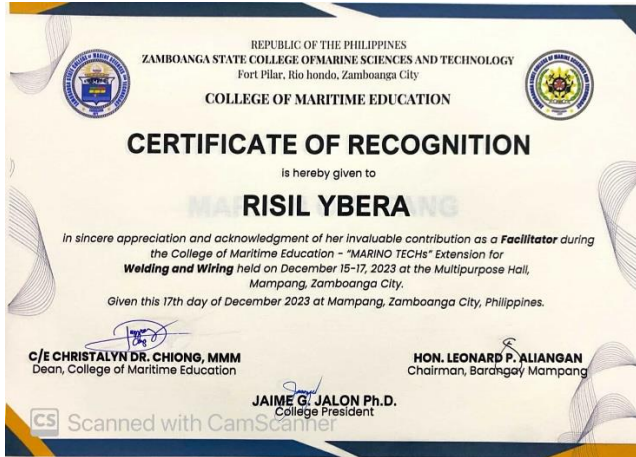 REPUBLIC OF THE PHILIPPINES
ZAMBOANGA STATE COLLEGE OFMARINE SCIENCES AND TECHNOLOGY
Fort Pilar, Rio hondo, Zamboanga City
COLLEGE OF MARITIME EDUCATION
CERTIFICATE OF RECOGNITION
is hereby given to
RISIL YBERA
in sincere appreciation and acknowledgment of her invaluable contribution as a Facilitator during
the College of Maritime Education - "MARINO TECHs" Extension for
Welding and Wiring held on December 15-17, 2023 at the Multipurpose Hall,
Mampang, Zamboanga City.
Given this 17th day of December 2023 at Mampang, Zamboanga City, Philippines.
C/E CHRISTALYN DR. CHIONG, MMM
Dean, College of Maritime Education
HON. LEONARD P. ALIANGAN
Chairman, Barangay Mampang
JAIME G. JALON Ph.D.
College President
CS Scanned with CamScanner